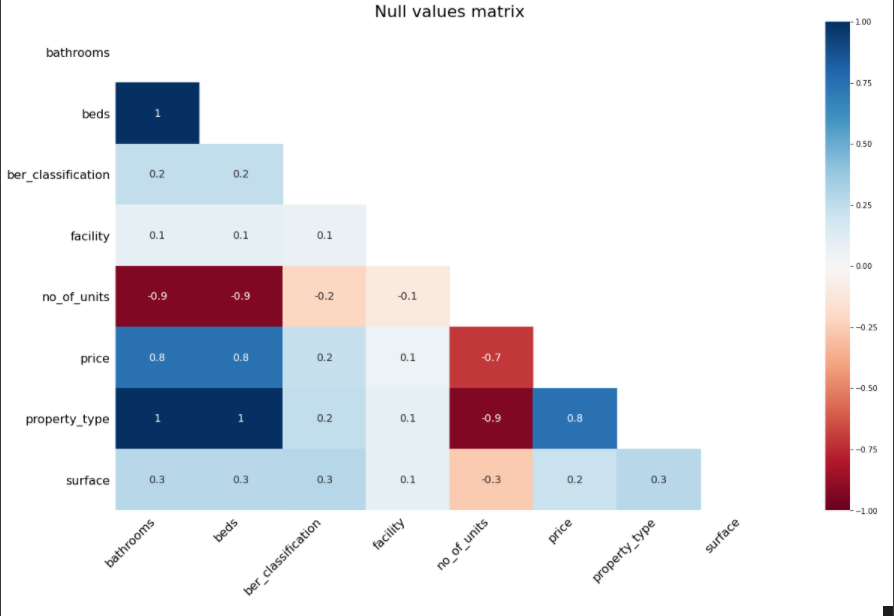 Null values matrix
bathrooms
beds 1
ber_classification 0.2 0.2
facility 0.1 0.1 0.1
no_of_units -0.9 -0.9 -0.2 -0.1
price 0.8 0.8 0.2 0.1 -0.7
property_type 1 1 0.2 0.1 -0.9 0.8
surface 0.3 0.3 0.3 0.1 -0.3 0.2 0.3
bathrooms beds ber_classification facility no_of_units price property_type surface
1.00
0.75
0.50
0.25
0.00
−0.25
−0.50
−0.75
−1.00